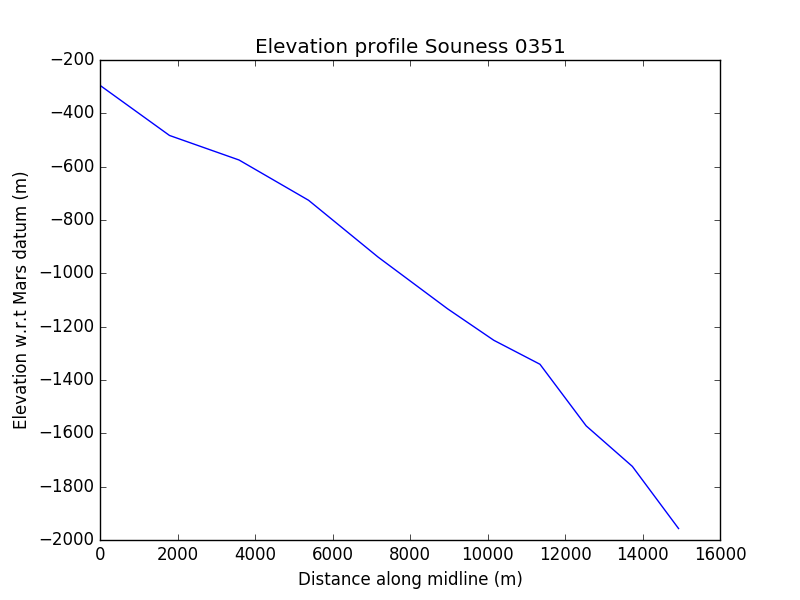 Elevation profile Souness 0351
−200
−400
−600
−800
−1000
−1200
−1400
−1600
−1800
−2000
Elevation w.r.t Mars datum (m)
0 2000 4000 6000 8000 10000 12000 14000 16000
Distance along midline (m)